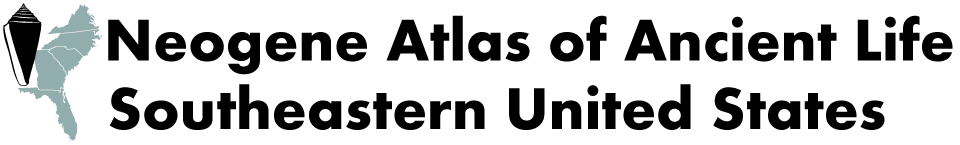 Neogene Atlas of Ancient Life
Southeastern United States